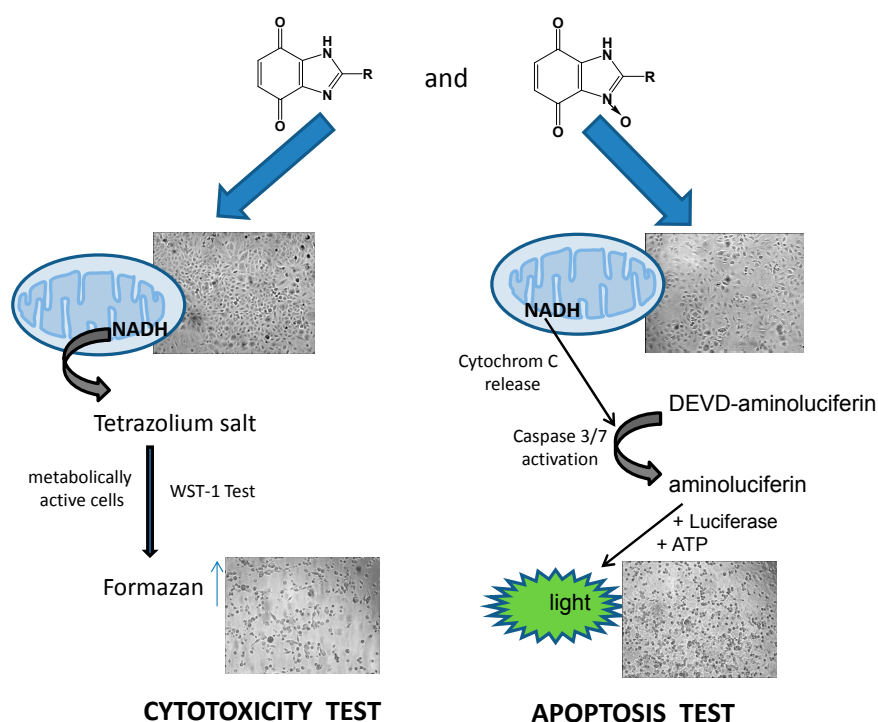 O
H
N
R
N
O
and
O
H
N
R
N
O
O
NADH
Tetrazolium salt
metabolically
active cells
WST-1 Test
Formazan
CYTOTOXICITY TEST
NADH
Cytochrom C
release
DEVD-aminoluciferin
Caspase 3/7
activation
aminoluciferin
+ Luciferase
+ ATP
light
APOPTOSIS TEST